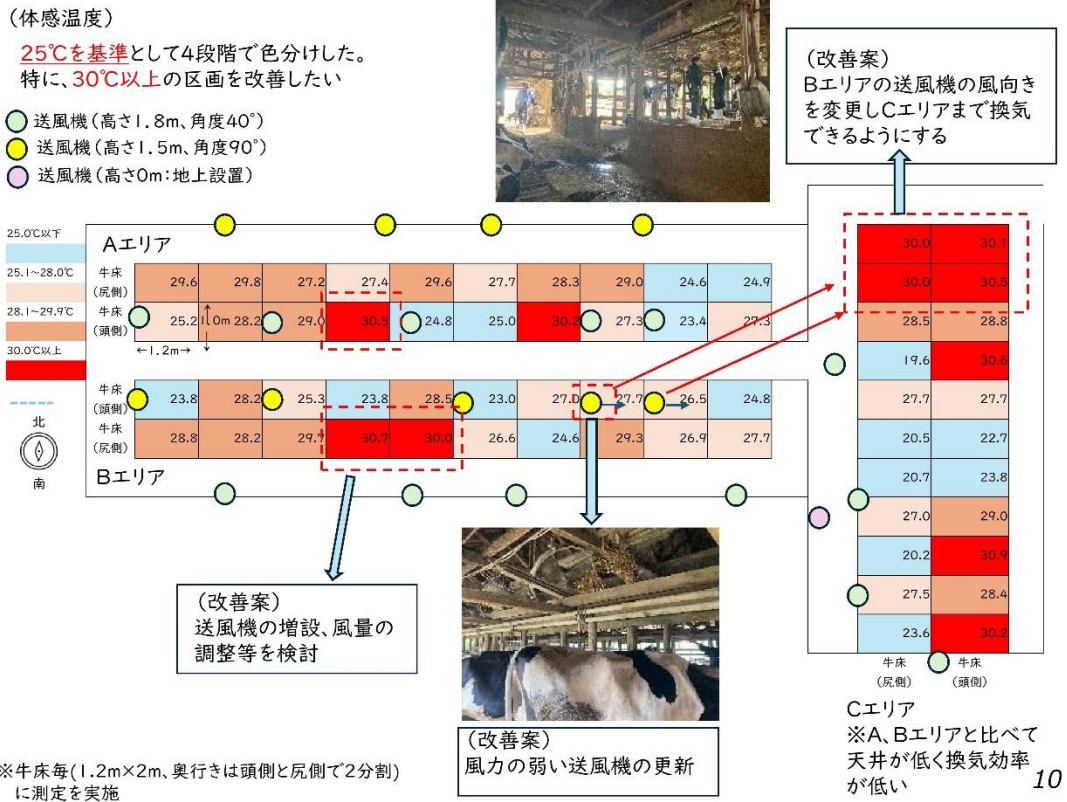 (体感温度)
25℃を基準として4段階で色分けした。
特に、30℃以上の区画を改善したい
送風機(高さ1.8m、角度40°)
送風機(高さ1.5m、角度90°)
送風機(高さ0m:地上設置)
(改善案)
Bエリアの送風機の風向き
を変更しCエリアまで換気
できるようにする
25.0℃以下
25.1~28.0℃
28.1~29.9℃
30.0℃以上
北
南
Aエリア
牛床
(尻側)
29.6 29.8 27.2 27.4 29.6 27.7 28.3 29.0 24.6 24.9
牛床
(頭側)
25.2 28.2 29.0 30.5 24.8 25.0 30.2 27.3 23.4 27.3
1.0m
←1.2m→
牛床
(頭側)
23.8 28.2 25.3 23.8 28.5 23.0 27.0 27.7 26.5 24.8
牛床
(尻側)
28.8 28.2 29.7 30.7 30.0 26.6 24.6 29.3 26.9 27.7
Bエリア
30.0 30.1
30.0 30.5
28.5 28.8
19.6 30.6
27.7 27.7
20.5 22.7
20.7 23.8
27.0 29.0
20.2 30.9
27.5 28.4
23.6 30.2
牛床
(尻側)
牛床
(頭側)
Cエリア
※A、Bエリアと比べて
天井が低く換気効率
が低い
(改善案)
送風機の増設、風量の
調整等を検討
(改善案)
風力の弱い送風機の更新
※牛床毎(1.2m×2m、奥行きは頭側と尻側で2分割)
に測定を実施
10